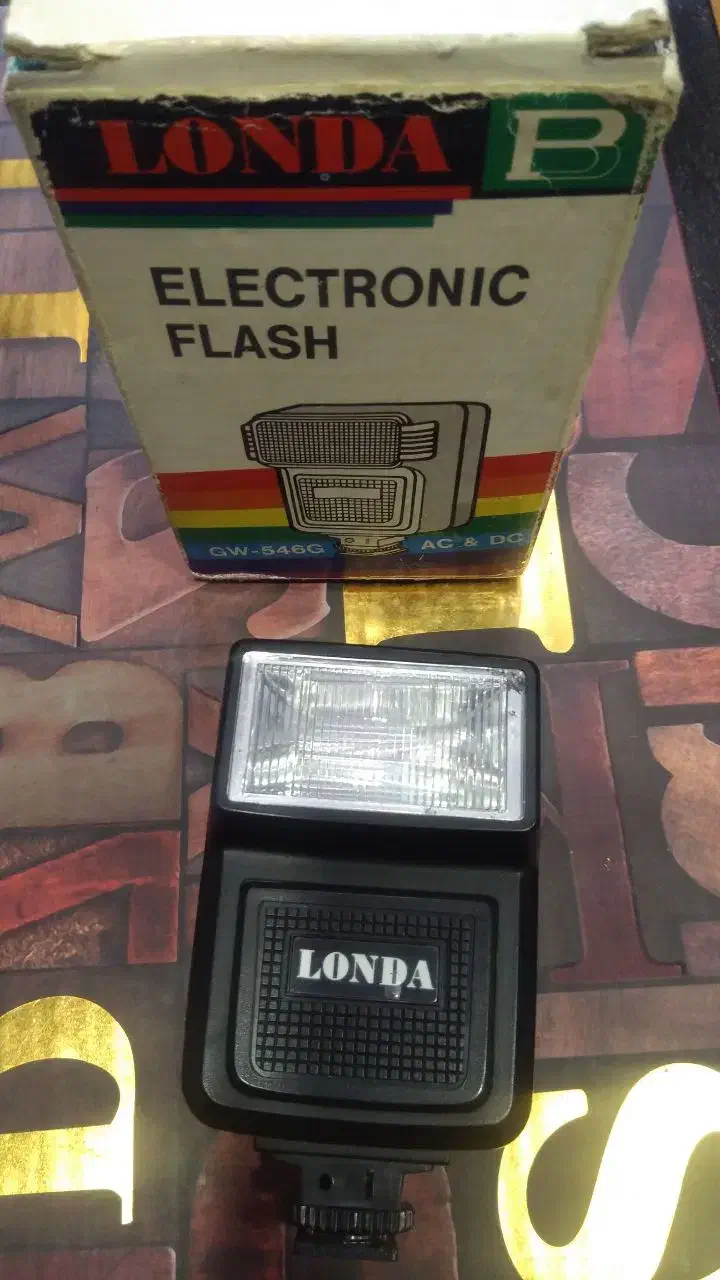 LONDA B
ELECTRONIC
FLASH
GW-546G AC & DC
LONDA